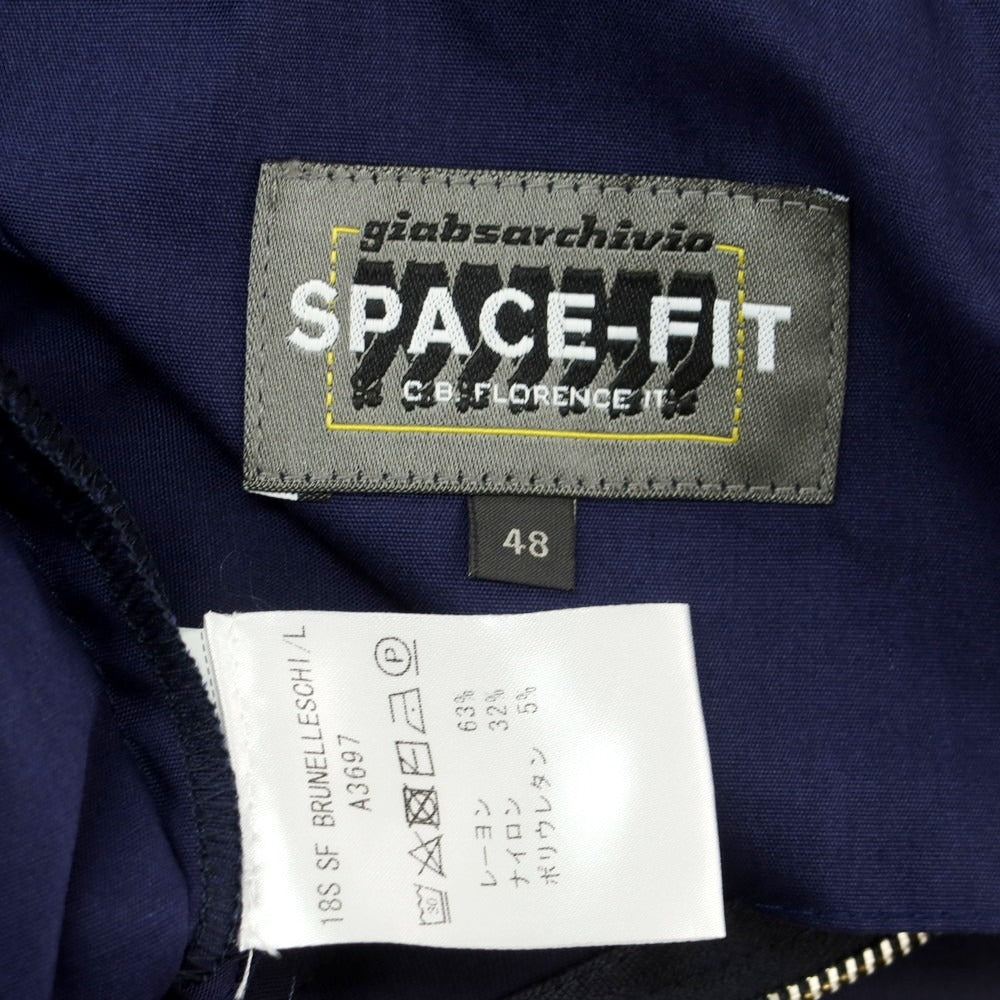 giabsarchivio
SPACE-FIT
C.B. FLORENCE IT
48
18S SF BRUNELLESCHI/L
A3697
30
P
レーヨン 63%
ナイロン 32%
ポリウレタン 5%